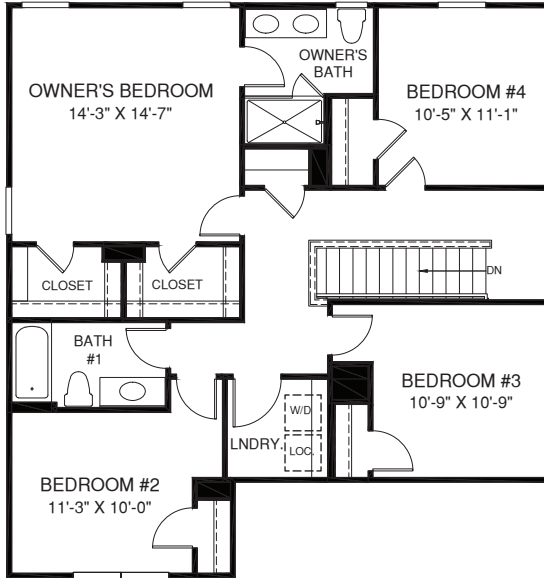 OWNER'S
BATH
OWNER'S BEDROOM
14'-3" X 14'-7"
BEDROOM #4
10'-5" X 11'-1"
DN
CLOSET
CLOSET
BATH
#1
BEDROOM #3
10'-9" X 10'-9"
W/D
LNDRY.
LOC.
BEDROOM #2
11'-3" X 10'-0"